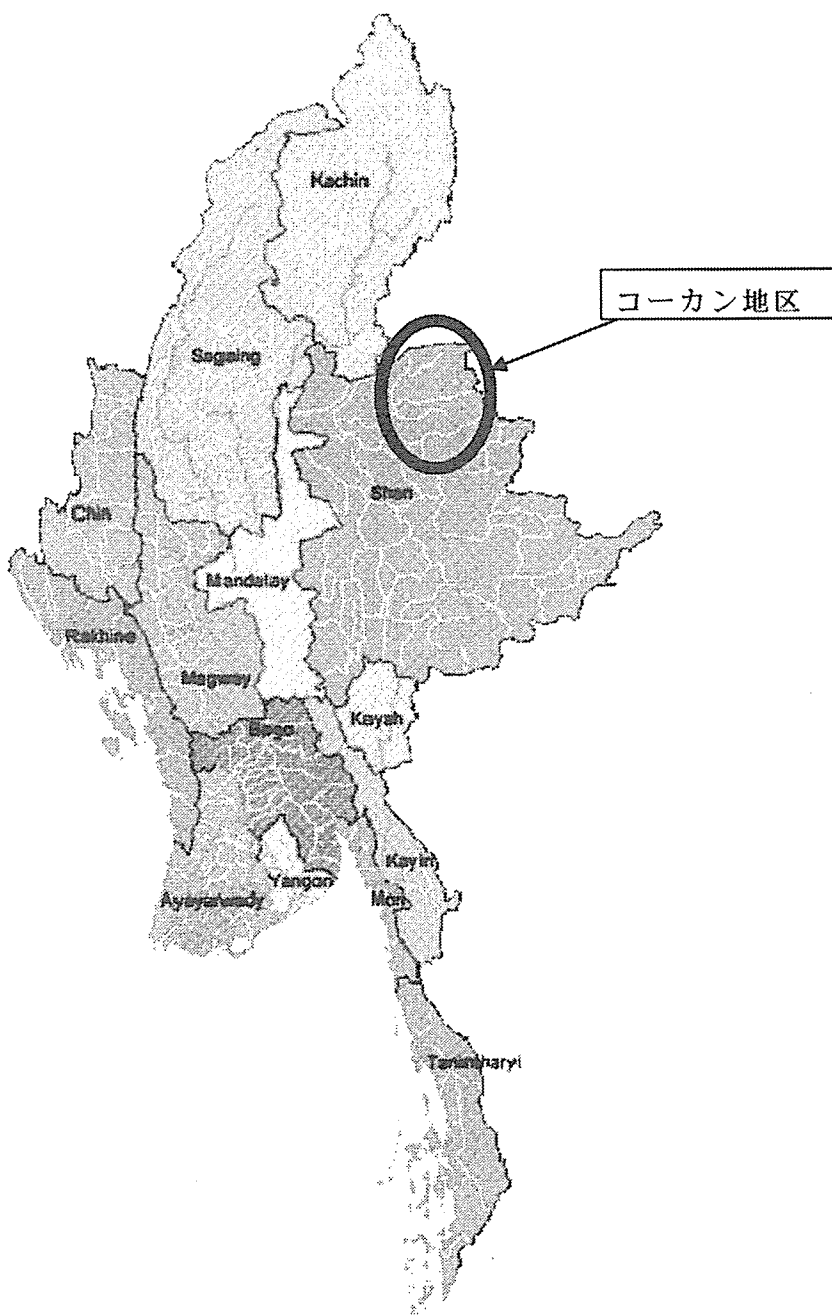 Kachin
コーカン地区
Sagaing
Shan
Chin
Mandalay
Rakhine
Magway
Kayah
Bago
Kayin
Yangon
Ayeyarwady
Mon
Tanintharyi